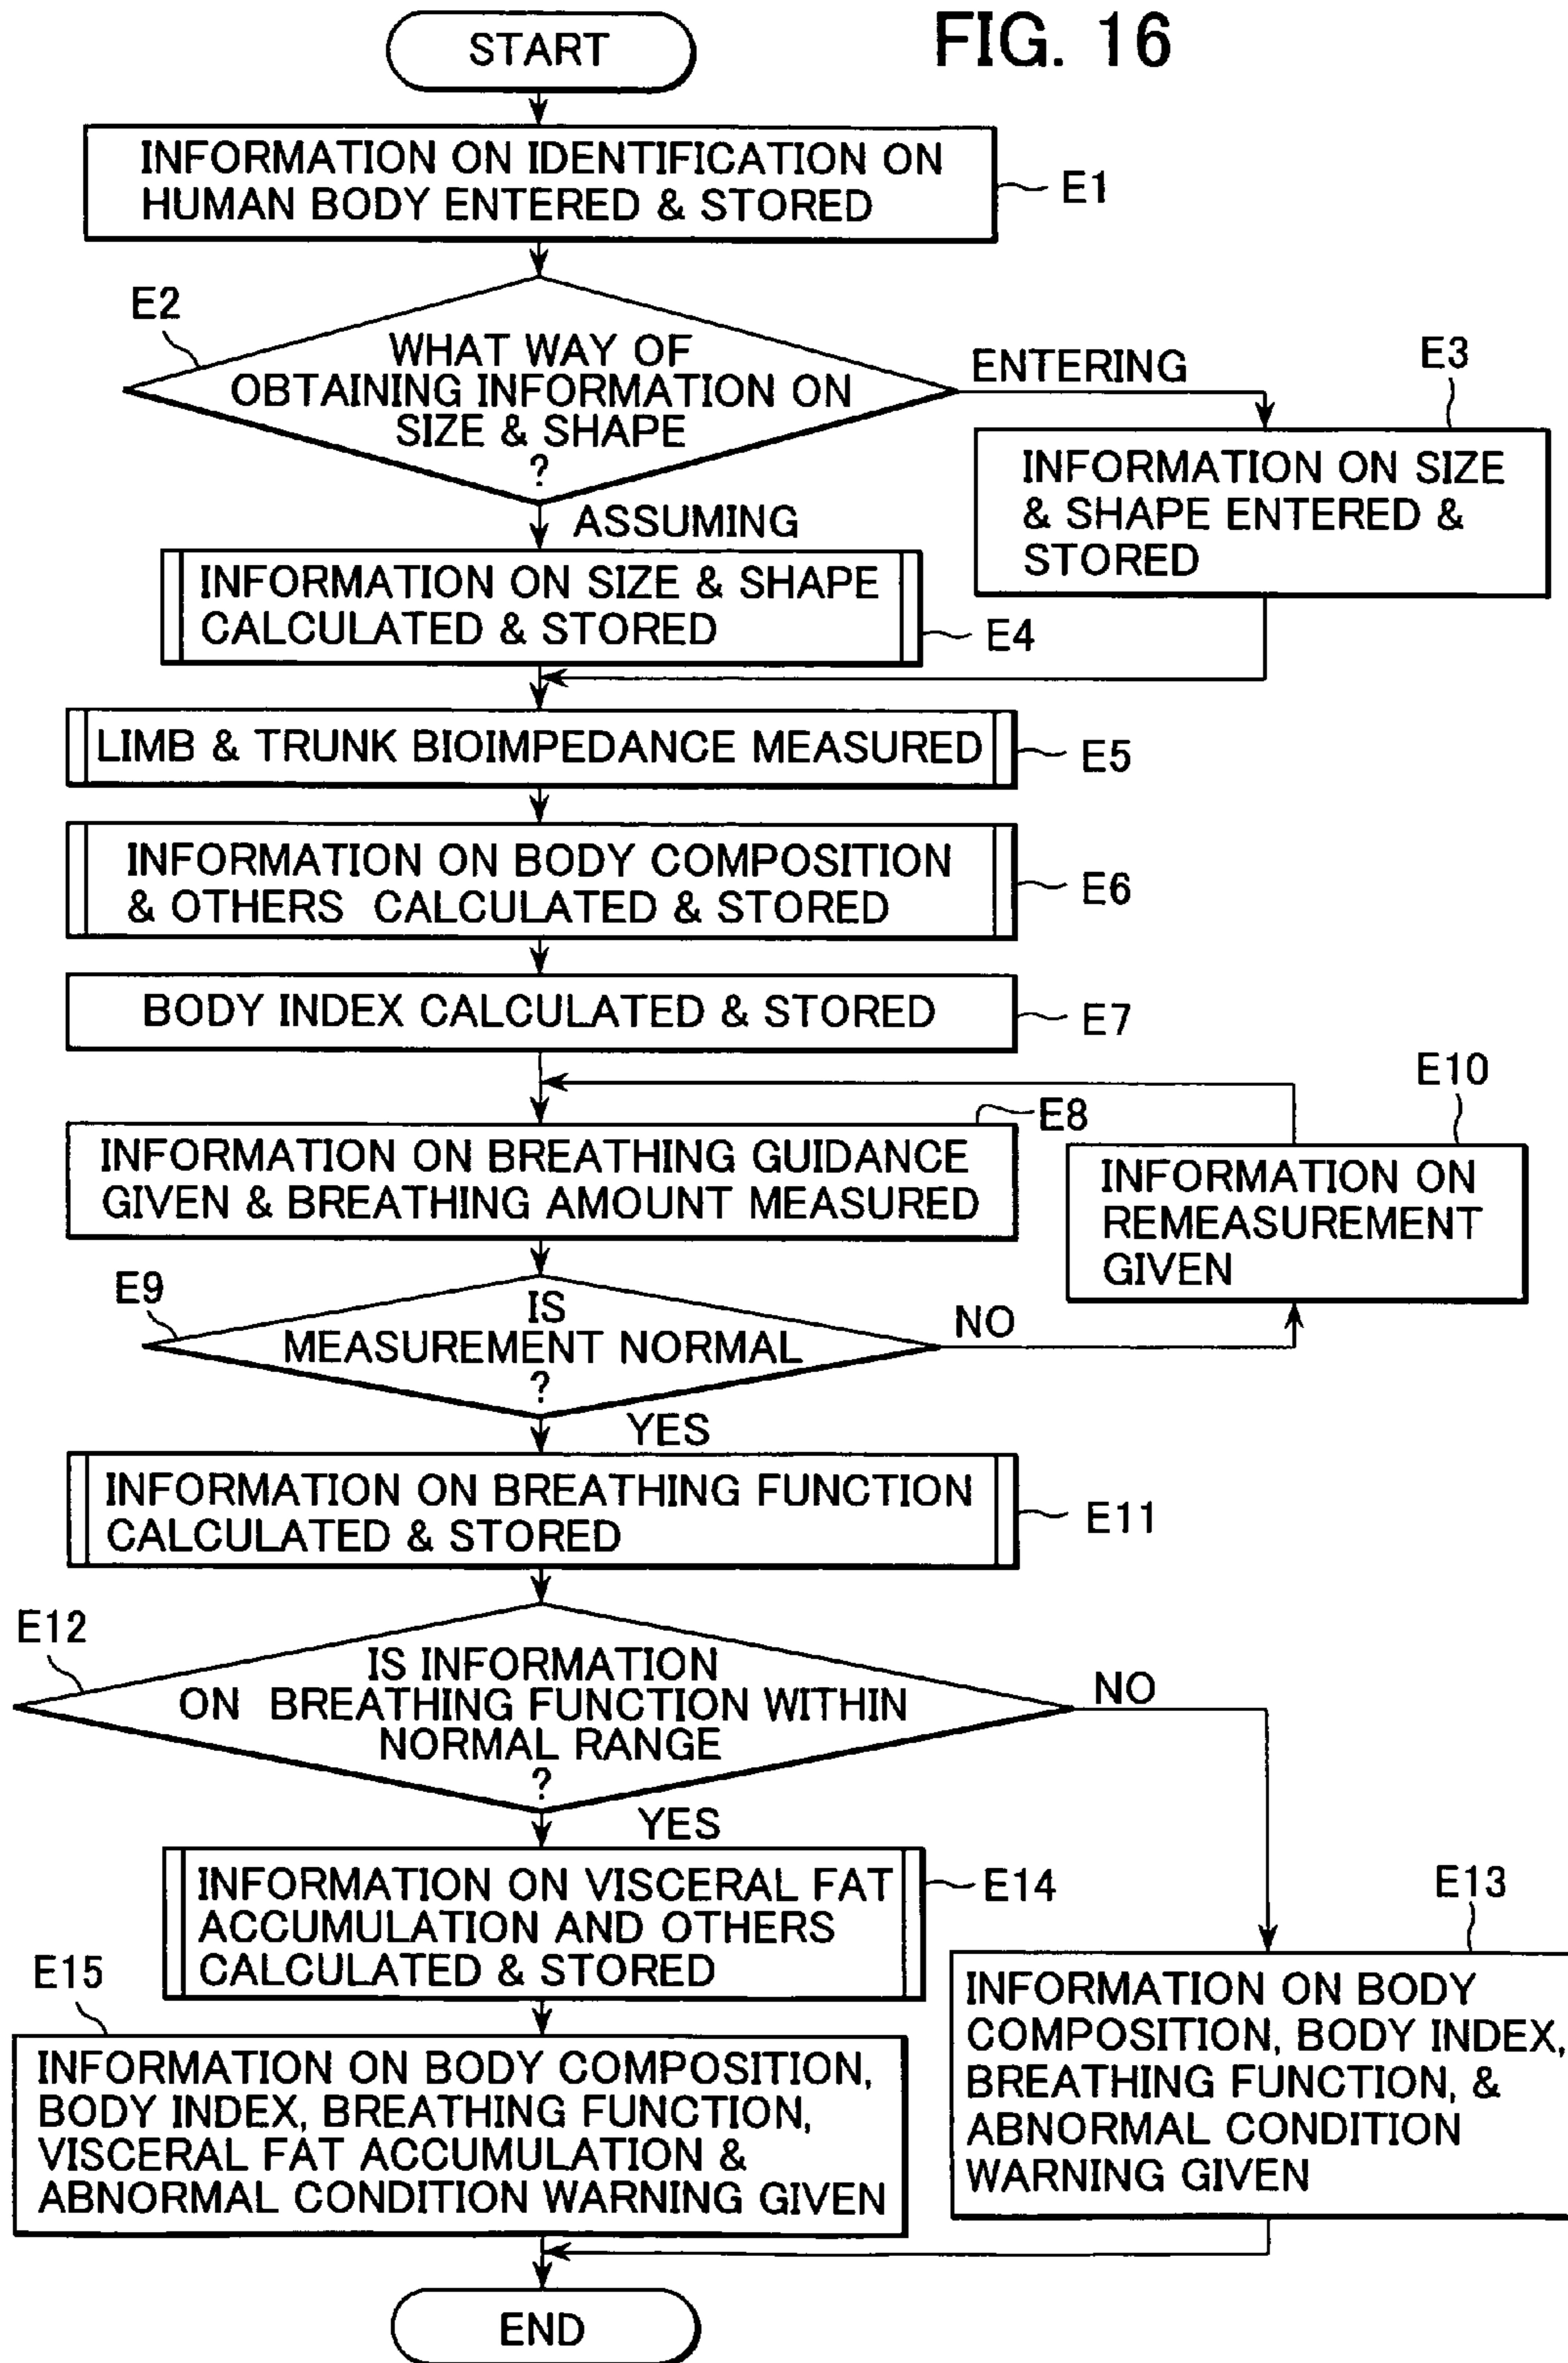 FIG. 16
START
INFORMATION ON IDENTIFICATION ON
HUMAN BODY ENTERED & STORED
E1
E2
WHAT WAY OF
OBTAINING INFORMATION ON
SIZE & SHAPE
?
ENTERING
E3
INFORMATION ON SIZE
& SHAPE ENTERED &
STORED
ASSUMING
INFORMATION ON SIZE & SHAPE
CALCULATED & STORED
E4
LIMB & TRUNK BIOIMPEDANCE MEASURED
E5
INFORMATION ON BODY COMPOSITION
& OTHERS CALCULATED & STORED
E6
BODY INDEX CALCULATED & STORED
E7
E8
INFORMATION ON BREATHING GUIDANCE
GIVEN & BREATHING AMOUNT MEASURED
E10
INFORMATION ON
REMEASUREMENT
GIVEN
E9
IS
MEASUREMENT NORMAL
?
NO
YES
INFORMATION ON BREATHING FUNCTION
CALCULATED & STORED
E11
E12
IS INFORMATION
ON BREATHING FUNCTION WITHIN
NORMAL RANGE
?
NO
YES
INFORMATION ON VISCERAL FAT
ACCUMULATION AND OTHERS
CALCULATED & STORED
E14
E13
INFORMATION ON BODY
COMPOSITION, BODY INDEX,
BREATHING FUNCTION, &
ABNORMAL CONDITION
WARNING GIVEN
E15
INFORMATION ON BODY COMPOSITION,
BODY INDEX, BREATHING FUNCTION,
VISCERAL FAT ACCUMULATION &
ABNORMAL CONDITION WARNING GIVEN
END